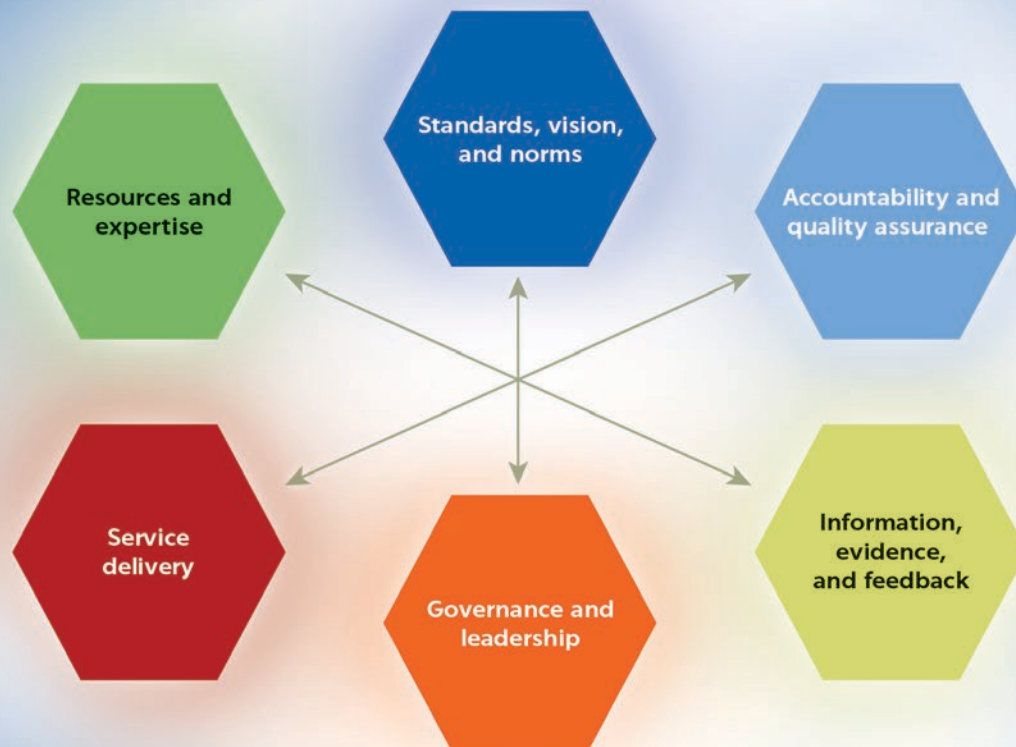 Standards, vision,
and norms
Resources and
expertise
Accountability and
quality assurance
Service
delivery
Governance and
leadership
Information,
evidence,
and feedback